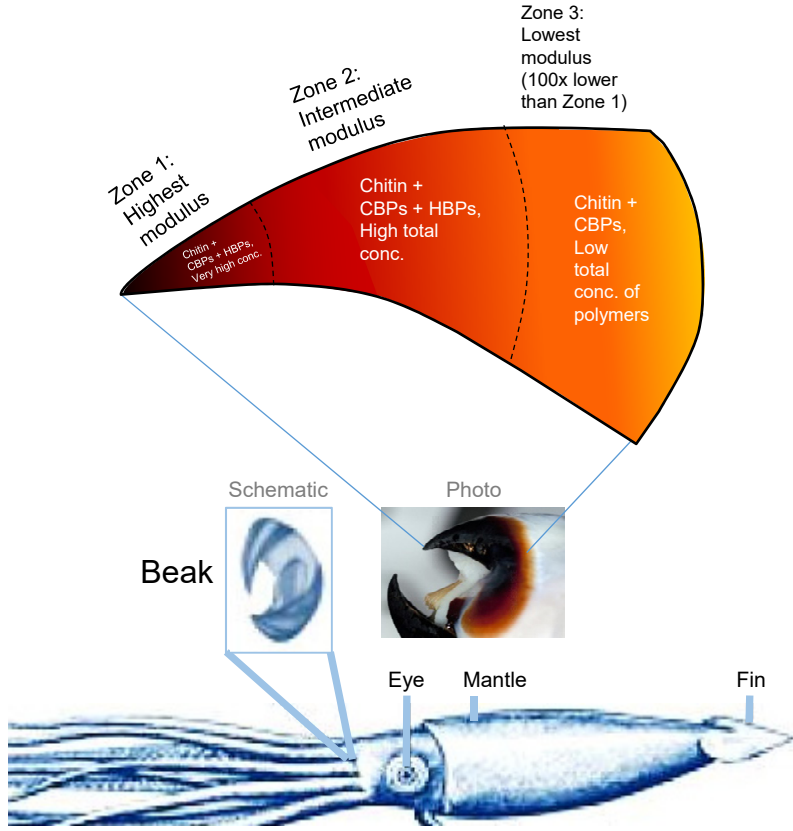 Zone 3:
Lowest
modulus
(100x lower
than Zone 1)
Zone 2:
Intermediate
modulus
Zone 1:
Highest
modulus
Chitin +
CBPs + HBPs,
Very high conc.
Chitin +
CBPs + HBPs,
High total
conc.
Chitin +
CBPs,
Low
total
conc. of
polymers
Schematic
Photo
Beak
Eye
Mantle
Fin